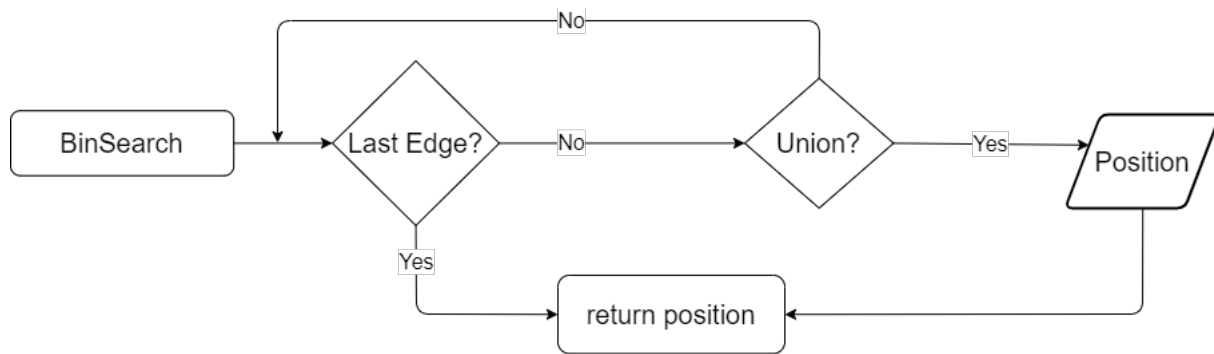 No
BinSearch
Last Edge?
No
Union?
Yes
Position
Yes
return position